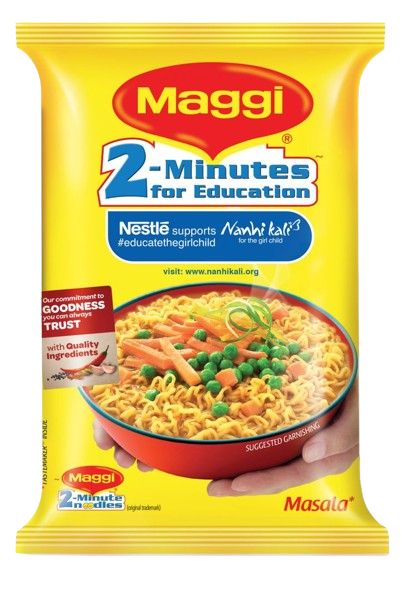 Maggi
®
2-Minutes~
for Education
Nestlé supports Nanhi kali
#educatethegirlchild for the girl child
visit: www.nanhikali.org
Our commitment to
GOODNESS
you can always
TRUST
with Quality
Ingredients
SUGGESTED GARNISHING
~ Maggi
2-Minute
noodles (original trademark)
Masala*